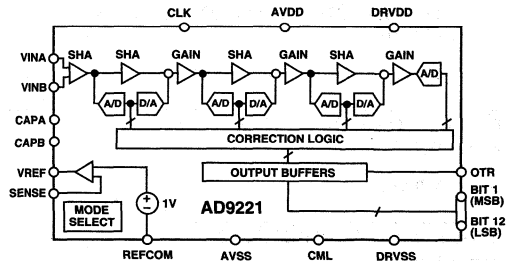 CLK AVDD DRVDD
SHA SHA GAIN SHA GAIN SHA GAIN
VINA
VINB
A/D
A/D D/A A/D D/A A/D D/A
CAPA
CAPB
CORRECTION LOGIC
VREF
SENSE
OUTPUT BUFFERS
OTR
BIT 1
(MSB)
MODE
SELECT
1V
AD9221
BIT 12
(LSB)
REFCOM AVSS CML DRVSS